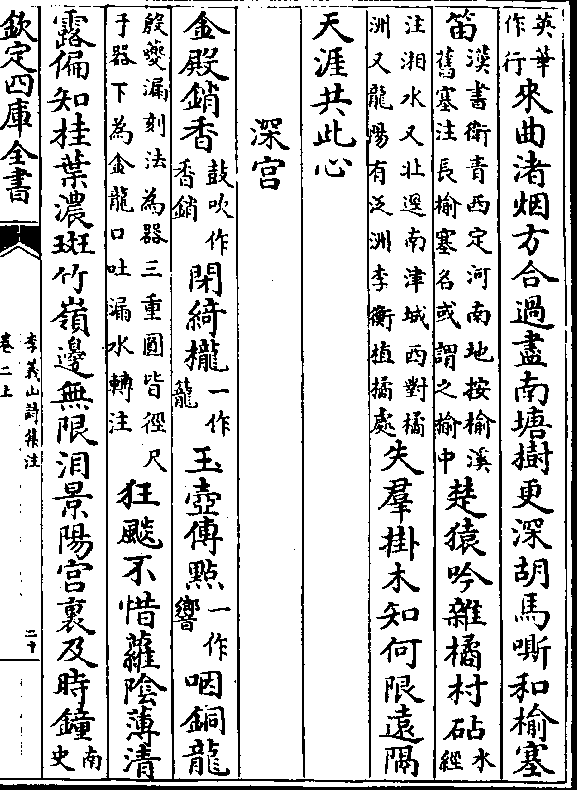 英華作行來曲渚烟方合過盡南塘樹更深胡馬嘶和榆塞
笛漢書衛青西定河南地按榆溪舊塞注長榆塞名或謂之榆中楚猿吟雜橘村砧水經
注湘水又北逕南津城西對橘洲又龍陽有泛洲李衡植橘處失羣掛木知何限遠隔
天涯共此心
深宫
金殿銷香鼓吹作香銷閉綺櫳一作籠玉壺傳㸃一作響咽銅龍
殷夔漏刻法為器三重圓皆徑尺于器下為金龍口吐漏水轉注狂飈不惜蘿陰薄清
露偏知桂葉濃斑竹嶺邊無限淚景陽宫裏及時鐘南史
欽定四庫全書
李義山詩集注
卷二上
二十